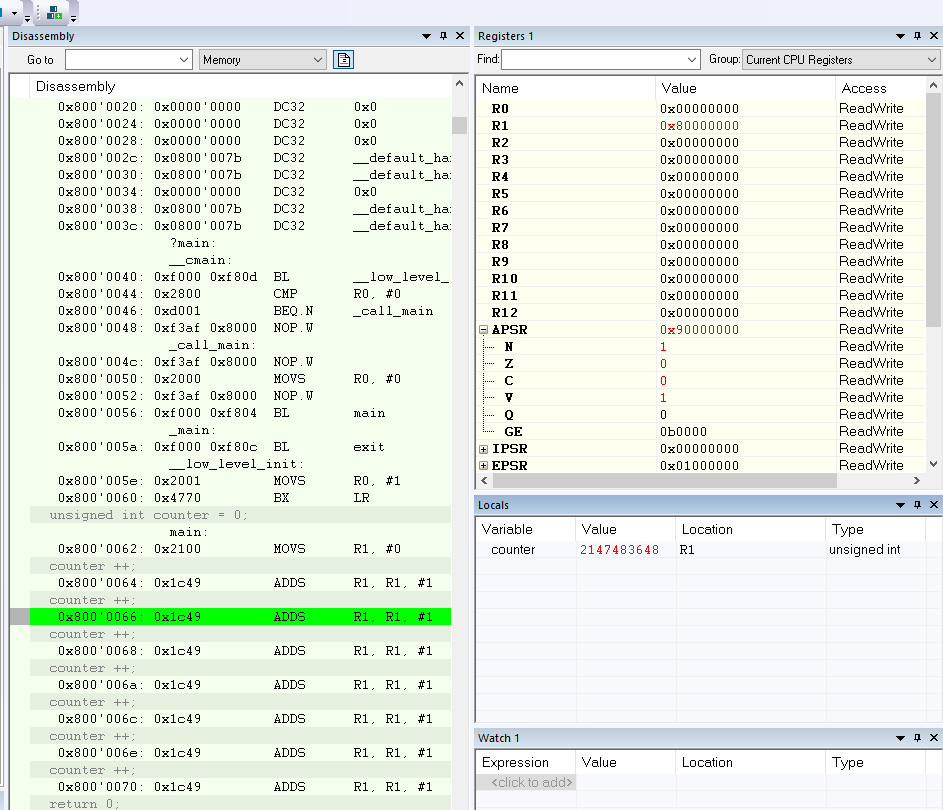 Disassembly
Go to Memory
Disassembly
0x800'0020: 0x0000'0000 DC32 0x0
0x800'0024: 0x0000'0000 DC32 0x0
0x800'0028: 0x0000'0000 DC32 0x0
0x800'002c: 0x0800'007b DC32 __default_ha
0x800'0030: 0x0800'007b DC32 __default_ha
0x800'0034: 0x0000'0000 DC32 0x0
0x800'0038: 0x0800'007b DC32 __default_ha
0x800'003c: 0x0800'007b DC32 __default_ha
?main:
__cmain:
0x800'0040: 0xf000 0xf80d BL __low_level_
0x800'0044: 0x2800 CMP R0, #0
0x800'0046: 0xd001 BEQ.N _call_main
0x800'0048: 0xf3af 0x8000 NOP.W
_call_main:
0x800'004c: 0xf3af 0x8000 NOP.W
0x800'0050: 0x2000 MOVS R0, #0
0x800'0052: 0xf3af 0x8000 NOP.W
0x800'0056: 0xf000 0xf804 BL main
_main:
0x800'005a: 0xf000 0xf80c BL exit
__low_level_init:
0x800'005e: 0x2001 MOVS R0, #1
0x800'0060: 0x4770 BX LR
unsigned int counter = 0;
main:
0x800'0062: 0x2100 MOVS R1, #0
counter ++;
0x800'0064: 0x1c49 ADDS R1, R1, #1
counter ++;
0x800'0066: 0x1c49 ADDS R1, R1, #1
counter ++;
0x800'0068: 0x1c49 ADDS R1, R1, #1
counter ++;
0x800'006a: 0x1c49 ADDS R1, R1, #1
counter ++;
0x800'006c: 0x1c49 ADDS R1, R1, #1
counter ++;
0x800'006e: 0x1c49 ADDS R1, R1, #1
counter ++;
0x800'0070: 0x1c49 ADDS R1, R1, #1
return 0;
Registers 1
Find: Group: Current CPU Registers
Name Value Access
R0 0x00000000 ReadWrite
R1 0x80000000 ReadWrite
R2 0x00000000 ReadWrite
R3 0x00000000 ReadWrite
R4 0x00000000 ReadWrite
R5 0x00000000 ReadWrite
R6 0x00000000 ReadWrite
R7 0x00000000 ReadWrite
R8 0x00000000 ReadWrite
R9 0x00000000 ReadWrite
R10 0x00000000 ReadWrite
R11 0x00000000 ReadWrite
R12 0x00000000 ReadWrite
APSR 0x90000000 ReadWrite
N 1 ReadWrite
Z 0 ReadWrite
C 0 ReadWrite
V 1 ReadWrite
Q 0 ReadWrite
GE 0b0000 ReadWrite
IPSR 0x00000000 ReadWrite
EPSR 0x01000000 ReadWrite
Locals
Variable Value Location Type
counter 2147483648 R1 unsigned int
Watch 1
Expression Value Location Type
<click to add>